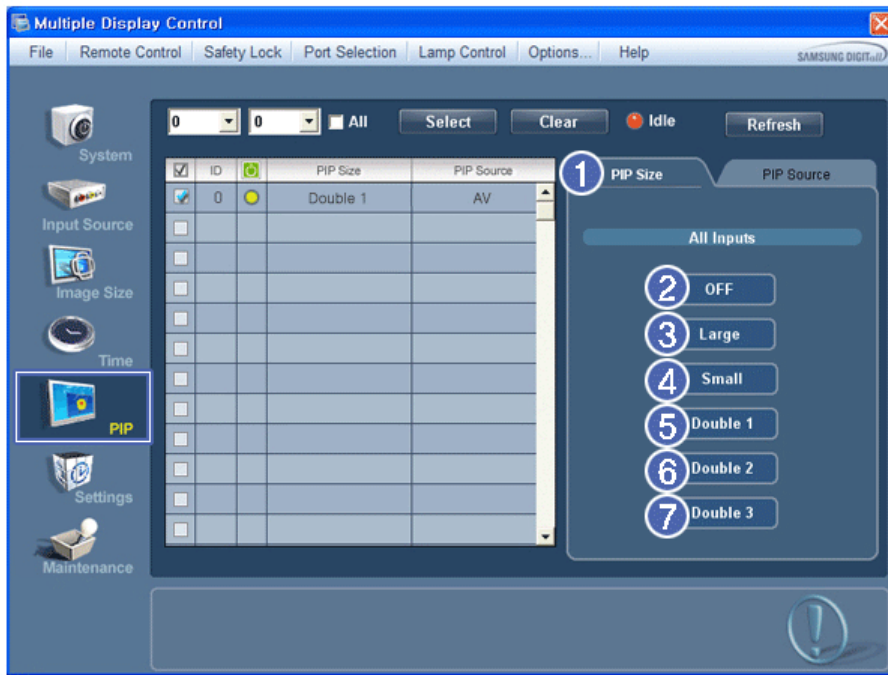 Multiple Display Control
File Remote Control Safety Lock Port Selection Lamp Control Options... Help SAMSUNG DIGITall
0 0 All Select Clear Idle Refresh
System
Input Source
Image Size
Time
PIP
Settings
Maintenance
ID PIP Size PIP Source
0 Double 1 AV
1 PIP Size PIP Source
All Inputs
2 OFF
3 Large
4 Small
5 Double 1
6 Double 2
7 Double 3